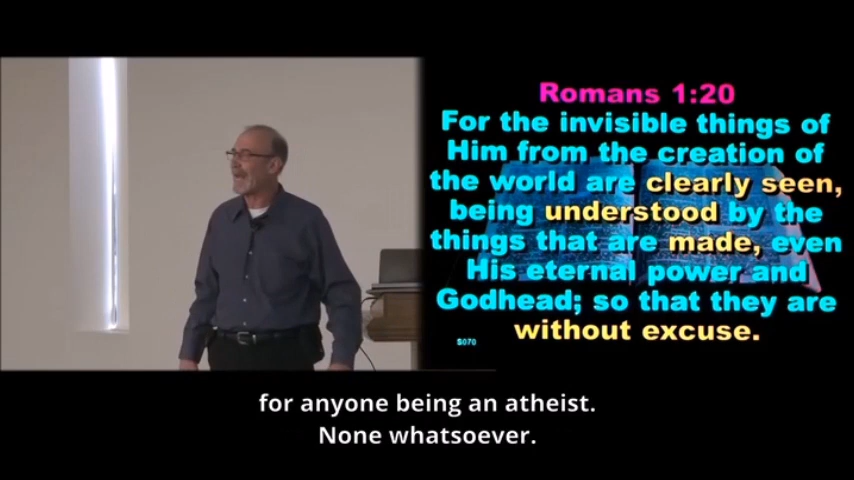 Romans 1:20
For the invisible things of
Him from the creation of
the world are clearly seen,
being understood by the
things that are made, even
His eternal power and
Godhead; so that they are
without excuse.
S070
for anyone being an atheist.
None whatsoever.